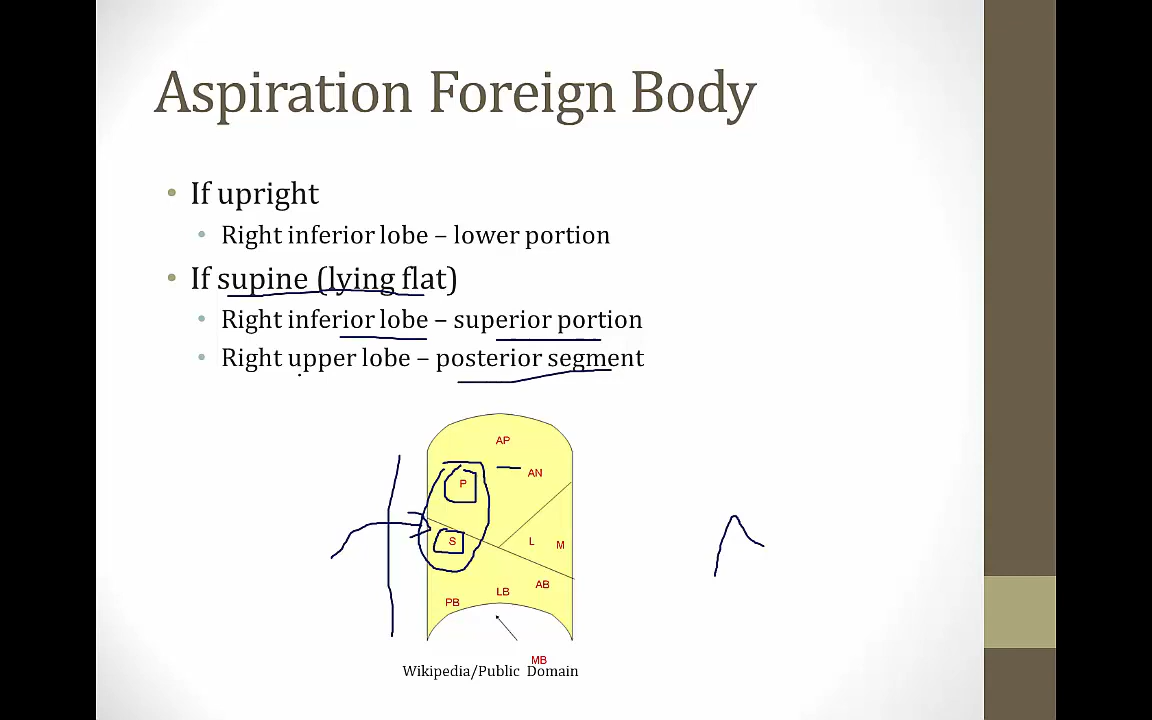 Aspiration Foreign Body
• If upright
• Right inferior lobe – lower portion
• If supine (lying flat)
• Right inferior lobe – superior portion
• Right upper lobe – posterior segment
AP
AN
P
S
L
M
AB
LB
PB
MB
Wikipedia/Public Domain